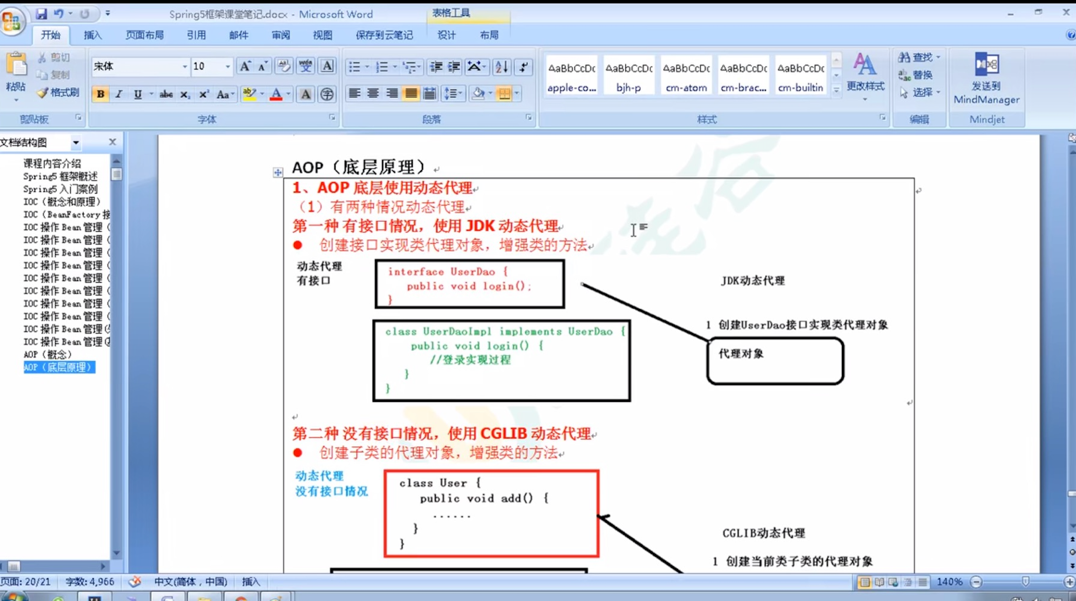 Spring5框架课堂笔记.docx - Microsoft Word
表格工具
开始 插入 页面布局 引用 邮件 审阅 视图 保存到云笔记 设计 布局
粘贴 剪切
复制
格式刷
宋体 10
AaBbCcDc AaBbCcDc AaBbCcDc AaBbCcDc AaBbCcDc
apple-co... bjh-p cm-atom cm-brac... cm-builtin
更改样式
查找
替换
选择
发送到
MindManager
剪贴板 字体 段落 样式 编辑 Mindjet
文档结构图
课程内容介绍
Spring5 框架概述
Spring5 入门案例
IOC（概念和原理）
IOC（BeanFactory 接
IOC 操作 Bean 管理（
IOC 操作 Bean 管理（
IOC 操作 Bean 管理（
IOC 操作 Bean 管理（
IOC 操作 Bean 管理（
IOC 操作 Bean 管理（
IOC 操作 Bean 管理（
IOC 操作 Bean 管理（
IOC 操作 Bean 管理（
IOC 操作 Bean 管理
AOP（概念）
AOP（底层原理）
AOP（底层原理）
1、AOP 底层使用动态代理
（1）有两种情况动态代理
第一种 有接口情况，使用 JDK 动态代理
● 创建接口实现类代理对象，增强类的方法
动态代理
有接口
interface UserDao {
public void login();
}
class UserDaoImpl implements UserDao {
public void login() {
//登录实现过程
}
}
JDK动态代理
1 创建UserDao接口实现类代理对象
代理对象
第二种 没有接口情况，使用 CGLIB 动态代理
● 创建子类的代理对象，增强类的方法
动态代理
没有接口情况
class User {
public void add() {
......
}
}
CGLIB动态代理
1 创建当前类子类的代理对象
页面: 20/21 字数: 4,966 中文(简体，中国) 插入 140%